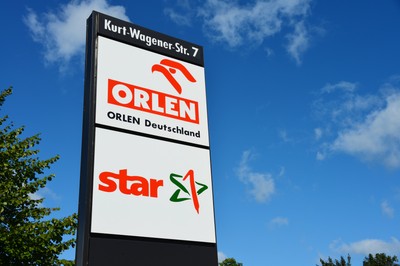 Kurt-Wagener-Str. 7
ORLEN
ORLEN Deutschland
star